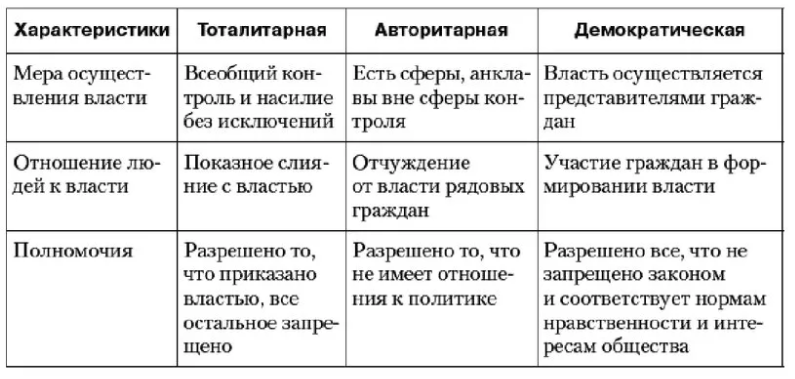 Характеристики
Тоталитарная
Авторитарная
Демократическая
Мера осущест-
вления власти
Всеобщий кон-
троль и насилие
без исключений
Есть сферы, анкла-
вы вне сферы кон-
троля
Власть осуществляется
представителями граж-
дан
Отношение лю-
дей к власти
Показное слия-
ние с властью
Отчуждение
от власти рядовых
граждан
Участие граждан в фор-
мировании власти
Полномочия
Разрешено то,
что приказано
властью, все
остальное запре-
щено
Разрешено то, что
не имеет отноше-
ния к политике
Разрешено все, что не
запрещено законом
и соответствует нормам
нравственности и инте-
ресам общества